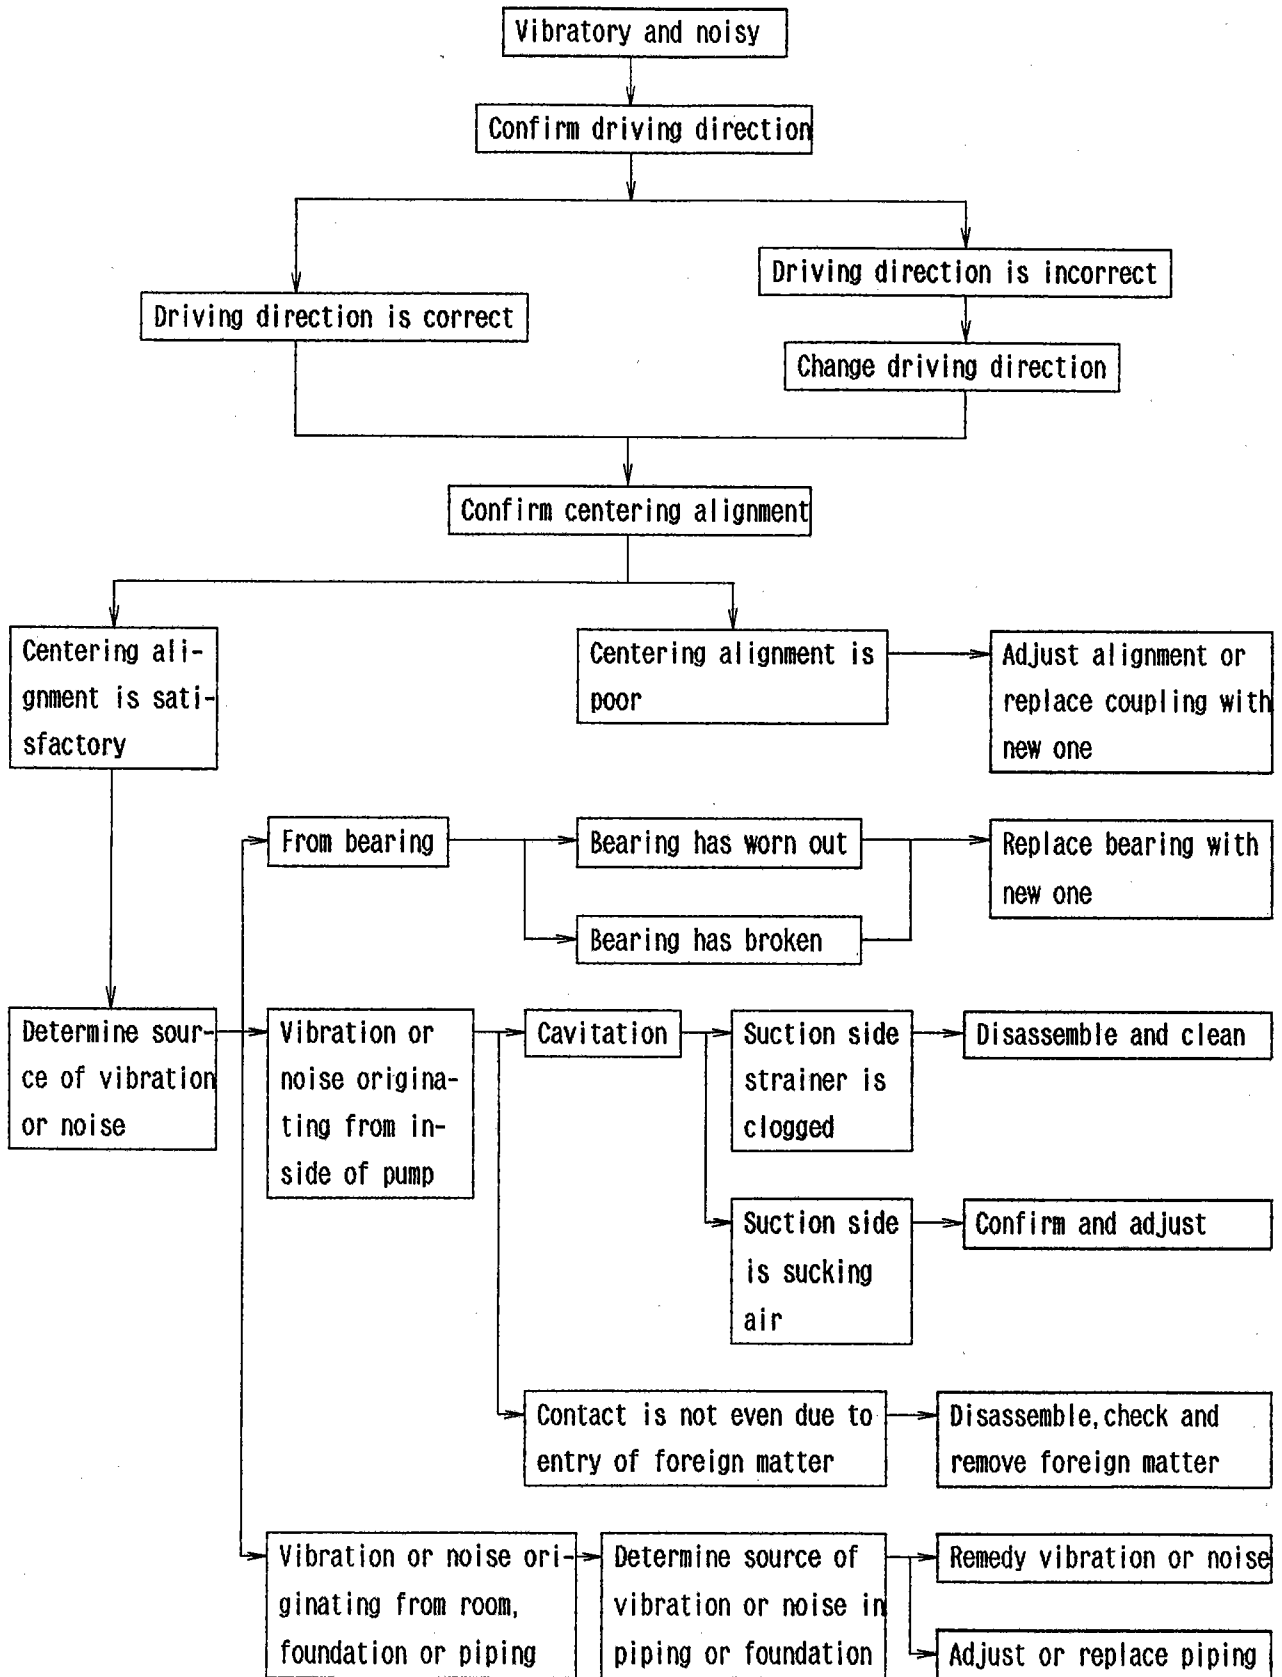 Vibratory and noisy
Confirm driving direction
Driving direction is incorrect
Driving direction is correct
Change driving direction
Confirm centering alignment
Centering ali-
gnment is sati-
sfactory
Centering alignment is
poor
Adjust alignment or
replace coupling with
new one
From bearing
Bearing has worn out
Replace bearing with
new one
Bearing has broken
Determine sour-
ce of vibration
or noise
Vibration or
noise origina-
ting from in-
side of pump
Cavitation
Suction side
strainer is
clogged
Disassemble and clean
Suction side
is sucking
air
Confirm and adjust
Contact is not even due to
entry of foreign matter
Disassemble, check and
remove foreign matter
Vibration or noise ori-
ginating from room,
foundation or piping
Determine source of
vibration or noise in
piping or foundation
Remedy vibration or noise
Adjust or replace piping